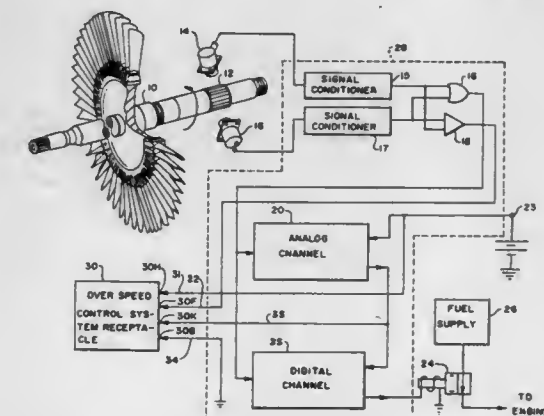 14
28
12
SIGNAL
CONDITIONER
15
16
10
SIGNAL
CONDITIONER
16
17
18
20
23
ANALOG
CHANNEL
30
30H
31
32
30F
OVER SPEED
CONTROL SYS-
TEM RECEPTA-
CLE
30K
33
30G
34
35
DIGITAL
CHANNEL
24
FUEL
SUPPLY
26
TO
ENGINE